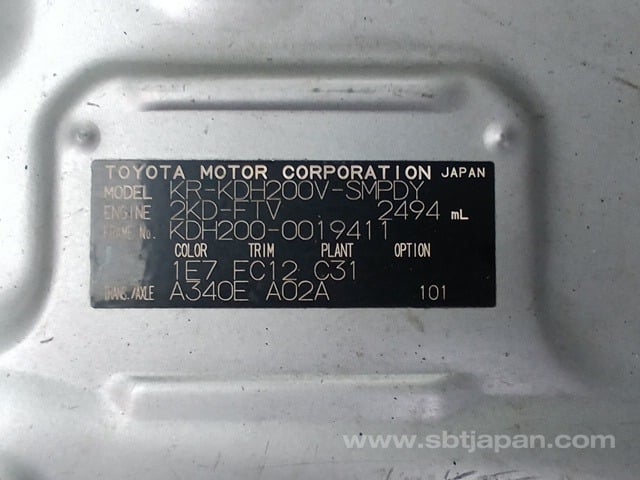 TOYOTA MOTOR CORPORATION JAPAN
MODEL KR-KDH200V-SMPDY
ENGINE 2KD-FTV 2494 mL
FRAME No. KDH200-0019411
COLOR TRIM PLANT OPTION
1E7 FC12 C31
TRANS./AXLE A340E A02A 101
www.sbtjapan.com